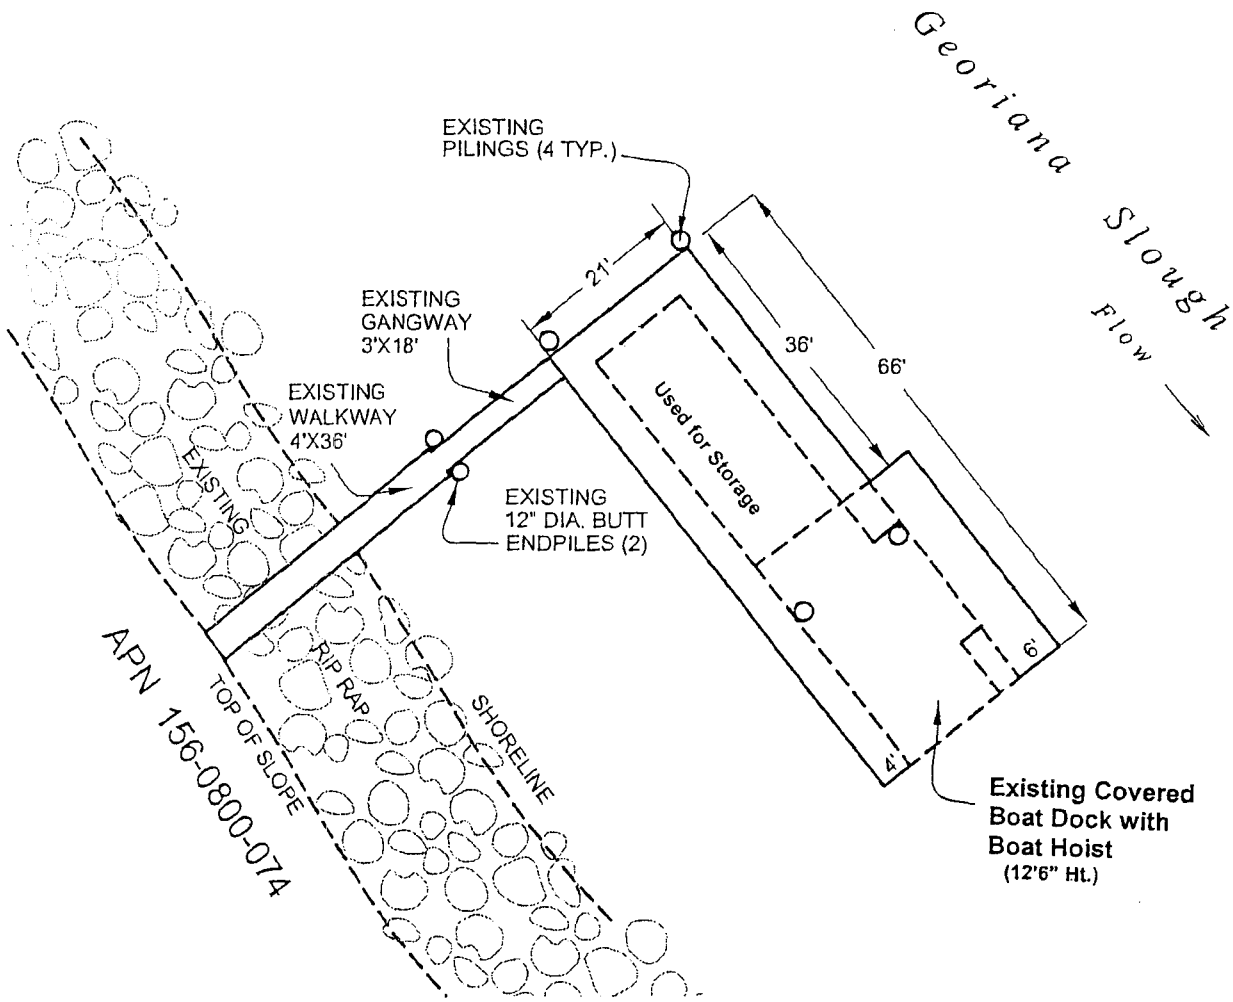 Georiana Slough
Flow
EXISTING
PILINGS (4 TYP.)
21'
36'
66'
EXISTING
GANGWAY
3'X18'
EXISTING
WALKWAY
4'X36'
Used for Storage
EXISTING
12" DIA. BUTT
ENDPILES (2)
EXISTING
RIP RAP
APN 156-0800-074
TOP OF SLOPE
SHORELINE
6'
4'
Existing Covered
Boat Dock with
Boat Hoist
(12'6" Ht.)